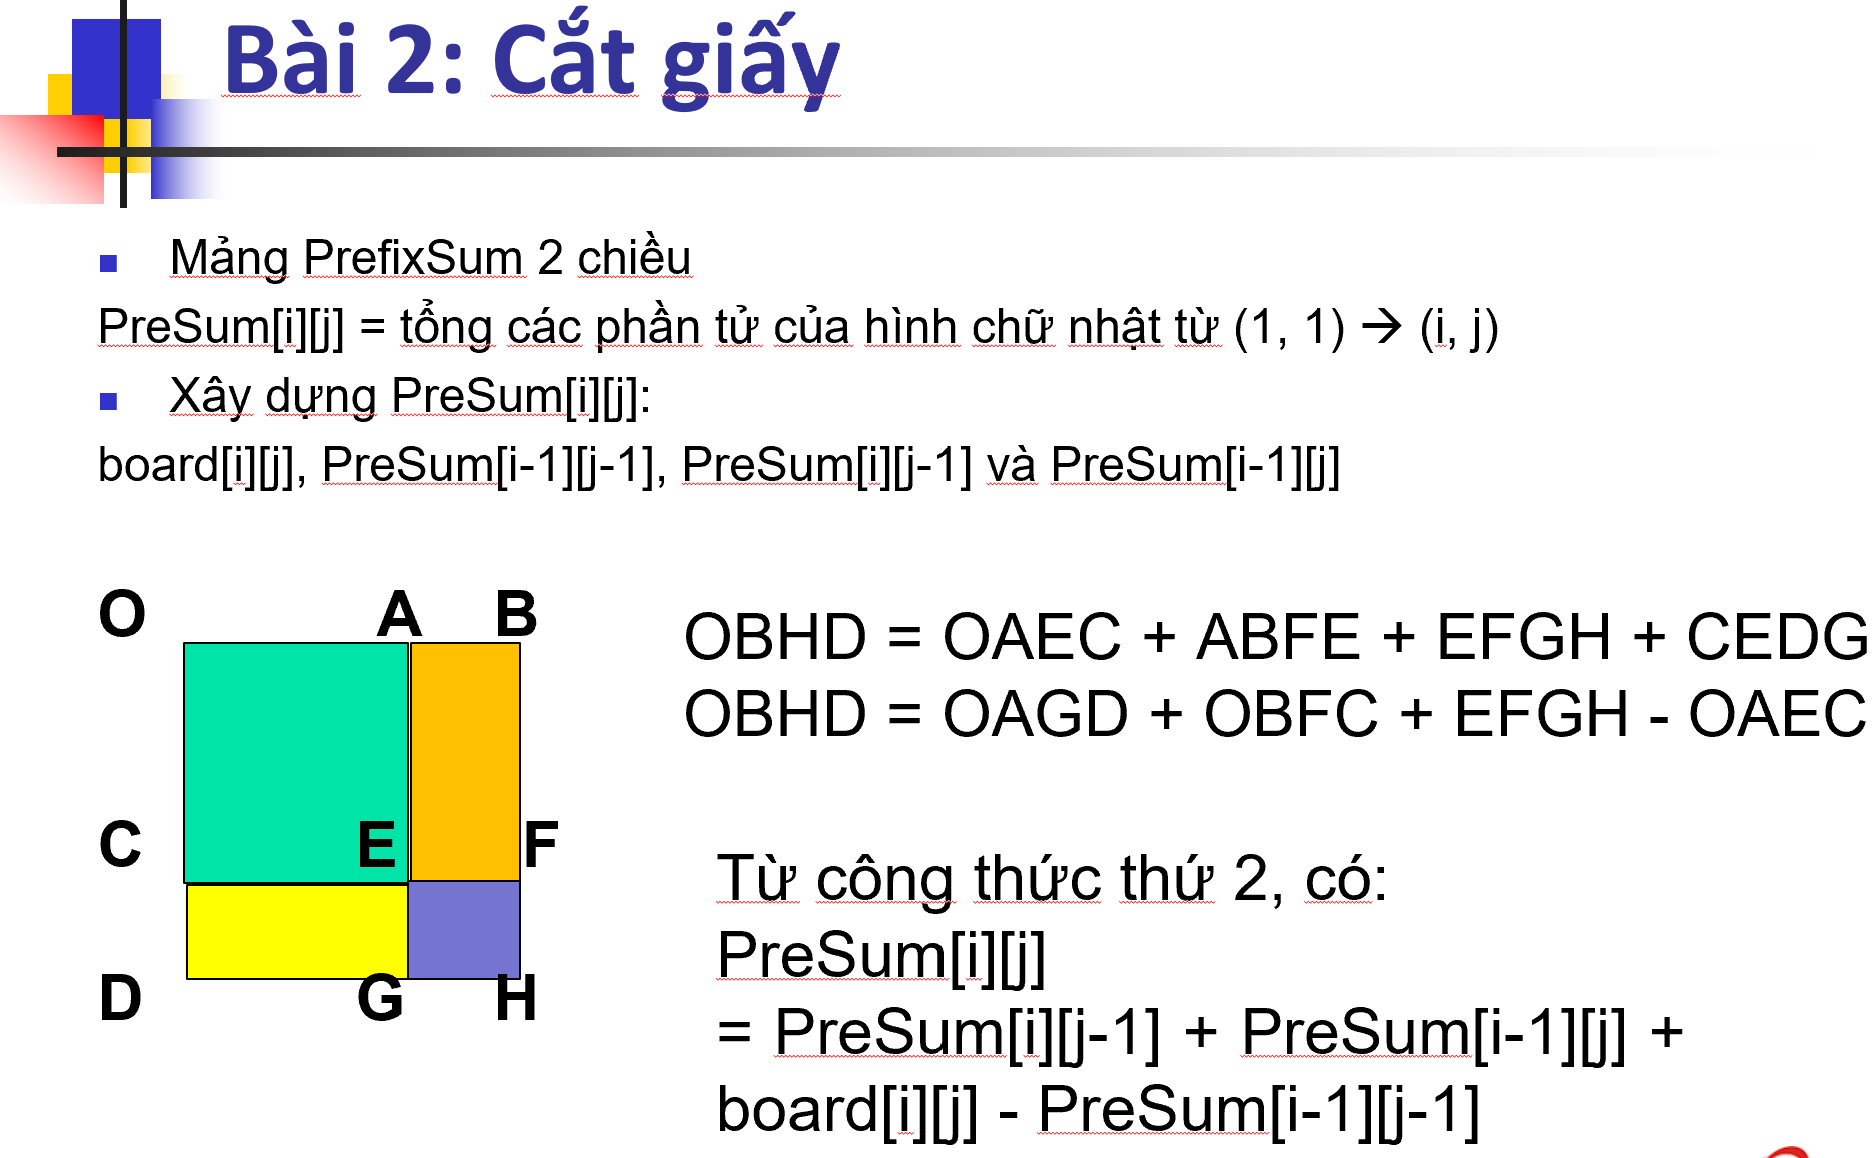 Bài 2: Cắt giấy
Mảng PrefixSum 2 chiều
PreSum[i][j] = tổng các phần tử của hình chữ nhật từ (1, 1) → (i, j)
Xây dựng PreSum[i][j]:
board[i][j], PreSum[i-1][j-1], PreSum[i][j-1] và PreSum[i-1][j]
O A B
C E F
D G H
OBHD = OAEC + ABFE + EFGH + CEDG
OBHD = OAGD + OBFC + EFGH - OAEC
Từ công thức thứ 2, có:
PreSum[i][j]
= PreSum[i][j-1] + PreSum[i-1][j] +
board[i][j] - PreSum[i-1][j-1]